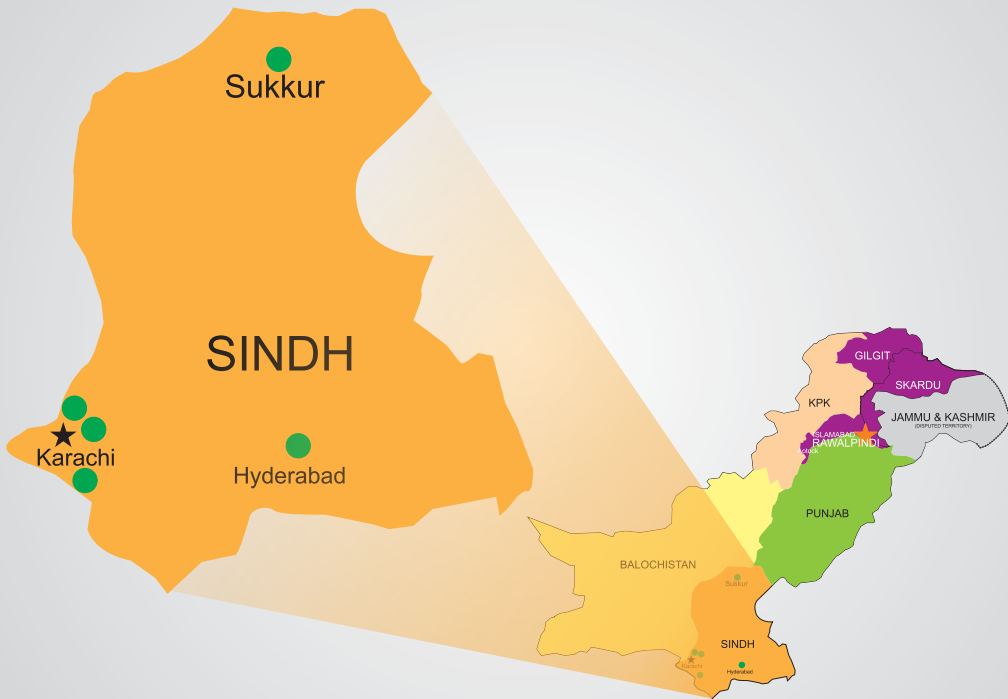 Sukkur
SINDH
Karachi
Hyderabad
GILGIT
SKARDU
KPK
JAMMU & KASHMIR
(DISPUTED TERRITORY)
ISLAMABAD
RAWALPINDI
Attock
PUNJAB
BALOCHISTAN
Sukkur
SINDH
Karachi
Hyderabad